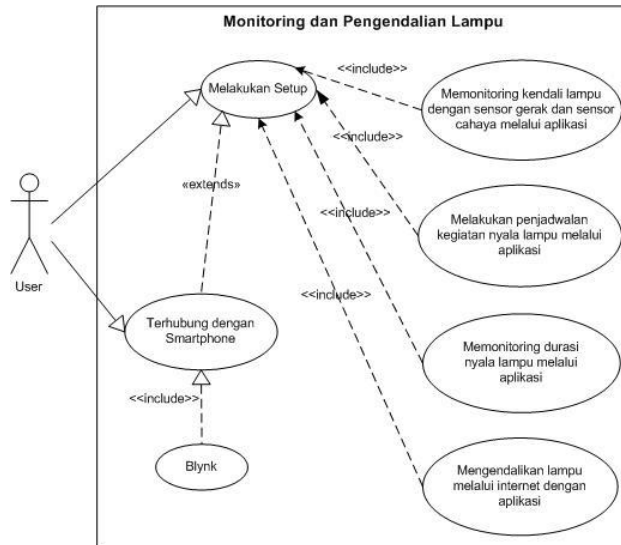 Monitoring dan Pengendalian Lampu
<<include>>
Melakukan Setup
Memonitoring kendali lampu
dengan sensor gerak dan sensor
cahaya melalui aplikasi
<<include>>
«extends»
<<include>>
Melakukan penjadwalan
kegiatan nyala lampu melalui
aplikasi
User
<<include>>
Terhubung dengan
Smartphone
Memonitoring durasi
nyala lampu melalui
aplikasi
<<include>>
Blynk
Mengendalikan lampu
melalui internet dengan
aplikasi